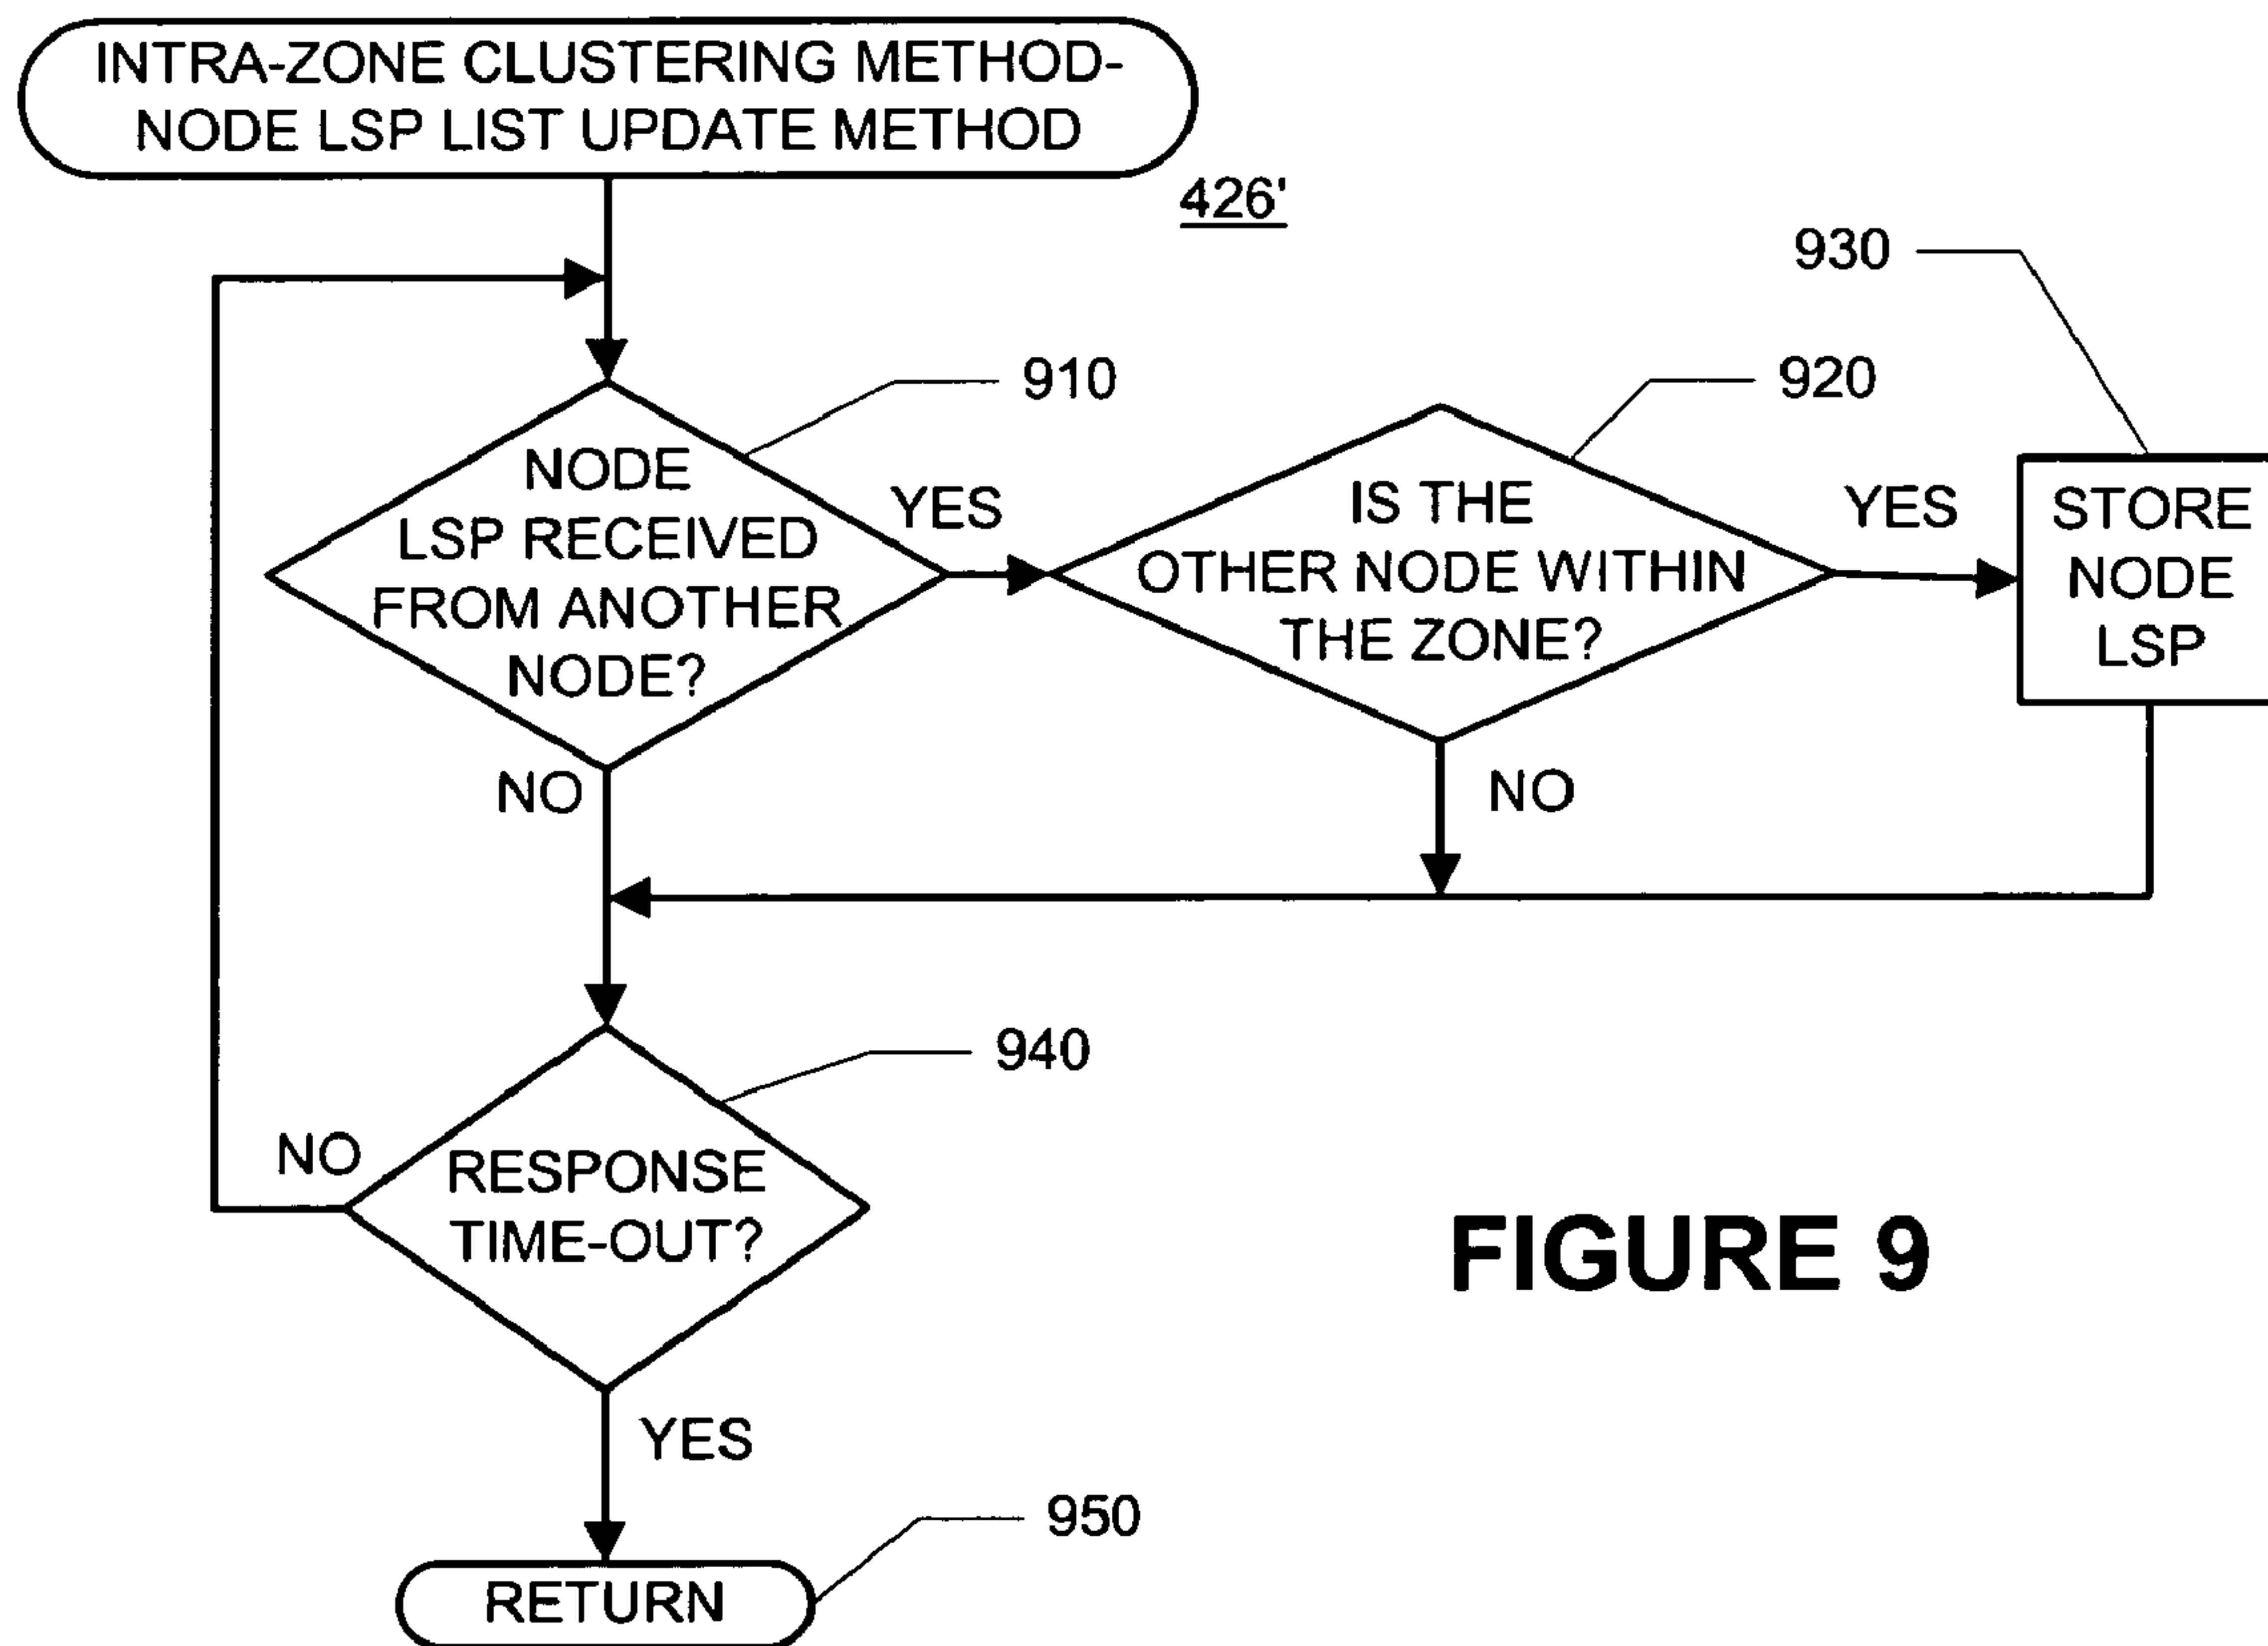 INTRA-ZONE CLUSTERING METHOD-
NODE LSP LIST UPDATE METHOD
426'
930
910
920
NODE
LSP RECEIVED
FROM ANOTHER
NODE?
YES
IS THE
OTHER NODE WITHIN
THE ZONE?
YES
STORE
NODE
LSP
NO
NO
940
NO
RESPONSE
TIME-OUT?
FIGURE 9
YES
950
RETURN